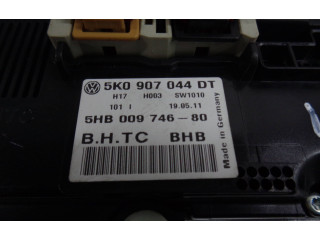 5K0 907 044 DT
H17 H003 SW1010
101 I 19.05.11
5HB 009 746-80
B.H.TC BHB
Made in Germany